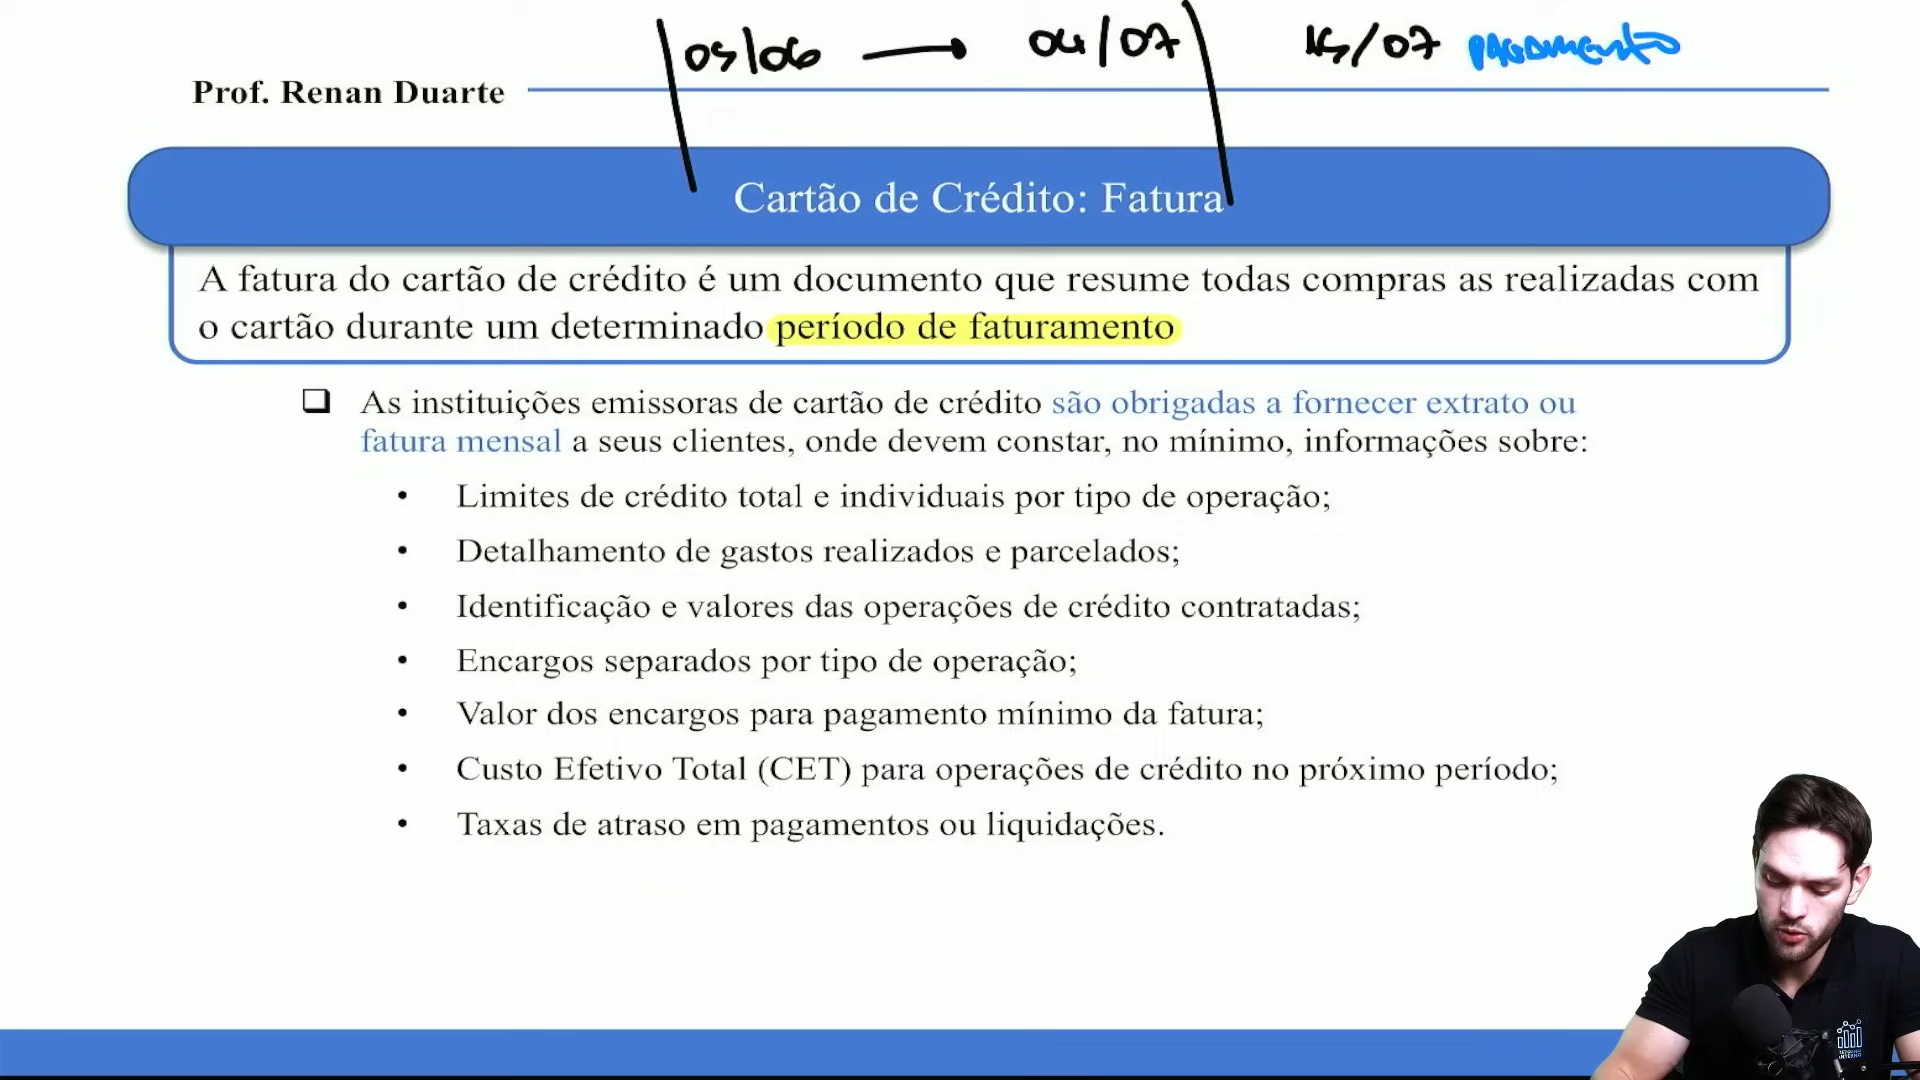 05/06 → 04/07 15/07 pagamento
Prof. Renan Duarte
Cartão de Crédito: Fatura
A fatura do cartão de crédito é um documento que resume todas compras as realizadas com
o cartão durante um determinado período de faturamento
❑ As instituições emissoras de cartão de crédito são obrigadas a fornecer extrato ou
fatura mensal a seus clientes, onde devem constar, no mínimo, informações sobre:
• Limites de crédito total e individuais por tipo de operação;
• Detalhamento de gastos realizados e parcelados;
• Identificação e valores das operações de crédito contratadas;
• Encargos separados por tipo de operação;
• Valor dos encargos para pagamento mínimo da fatura;
• Custo Efetivo Total (CET) para operações de crédito no próximo período;
• Taxas de atraso em pagamentos ou liquidações.